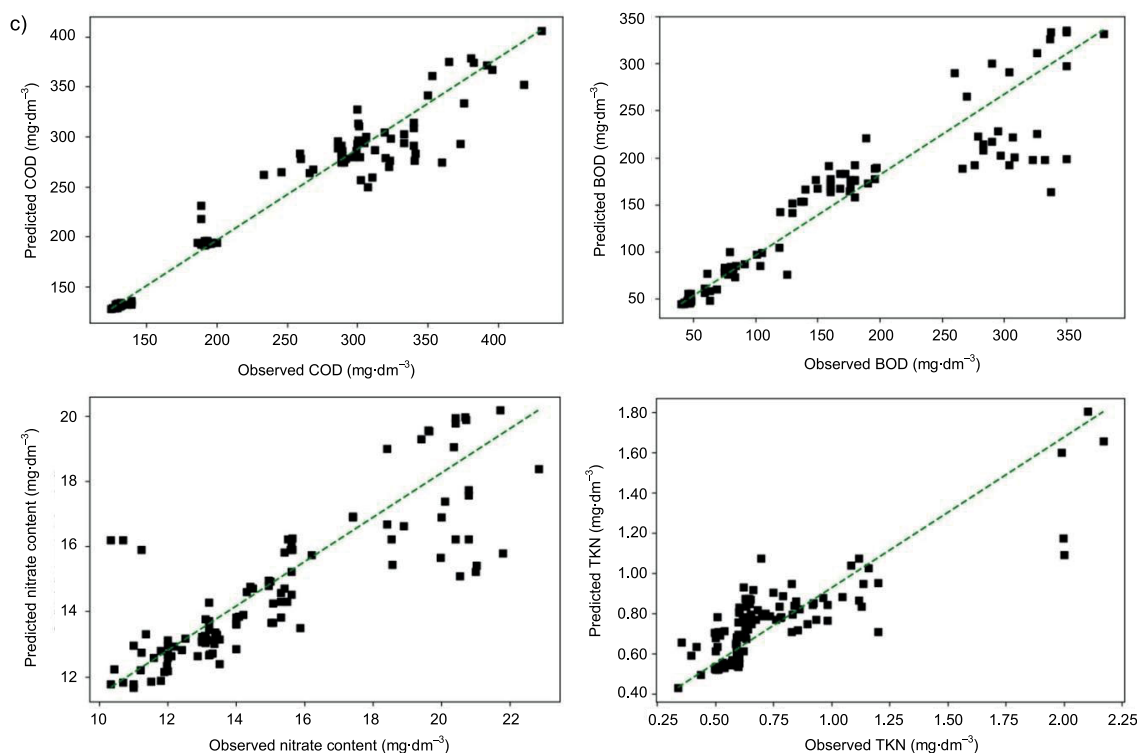 c)
Predicted COD (mg·dm⁻³)
400
350
300
250
200
150
150 200 250 300 350 400
Observed COD (mg·dm⁻³)
Predicted BOD (mg·dm⁻³)
350
300
250
200
150
100
50
50 100 150 200 250 300 350
Observed BOD (mg·dm⁻³)
Predicted nitrate content (mg·dm⁻³)
20
18
16
14
12
10 12 14 16 18 20 22
Observed nitrate content (mg·dm⁻³)
Predicted TKN (mg·dm⁻³)
1.80
1.60
1.40
1.20
1.00
0.80
0.60
0.40
0.25 0.50 0.75 1.00 1.25 1.50 1.75 2.00 2.25
Observed TKN (mg·dm⁻³)